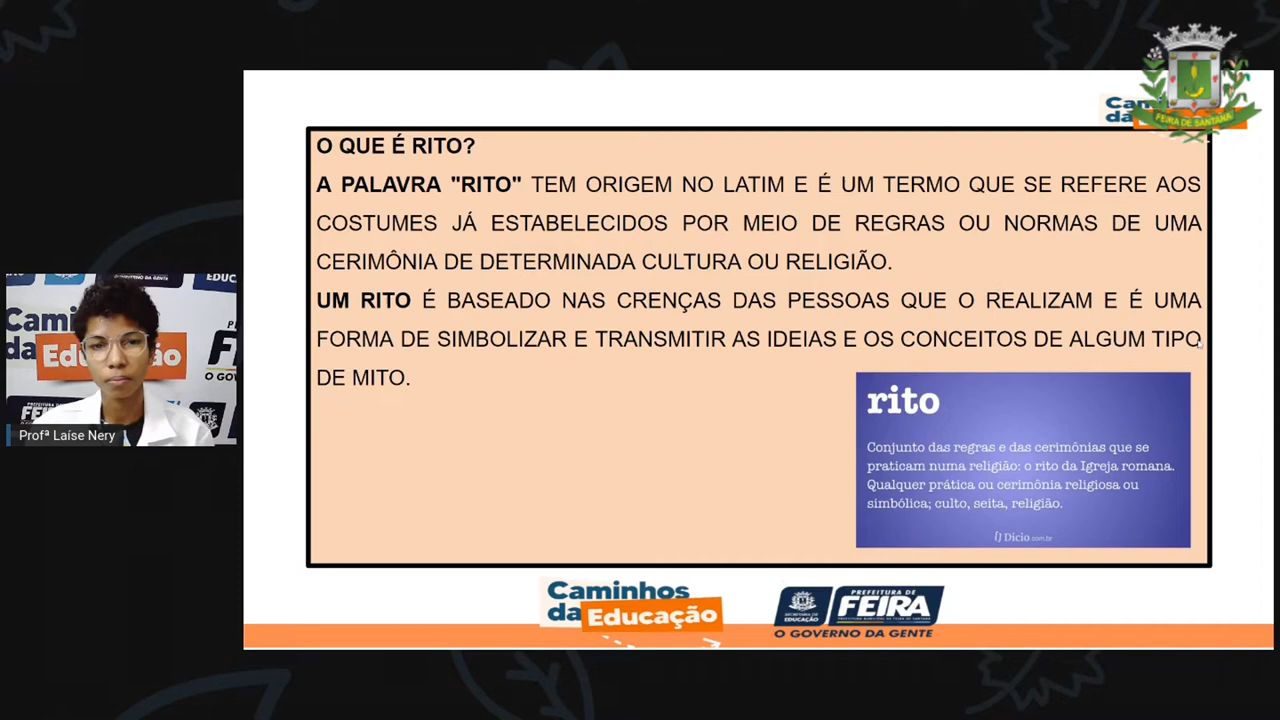 FEIRA DE SANTANA
O QUE É RITO?
A PALAVRA "RITO" TEM ORIGEM NO LATIM E É UM TERMO QUE SE REFERE AOS
COSTUMES JÁ ESTABELECIDOS POR MEIO DE REGRAS OU NORMAS DE UMA
CERIMÔNIA DE DETERMINADA CULTURA OU RELIGIÃO.
UM RITO É BASEADO NAS CRENÇAS DAS PESSOAS QUE O REALIZAM E É UMA
FORMA DE SIMBOLIZAR E TRANSMITIR AS IDEIAS E OS CONCEITOS DE ALGUM TIPO
DE MITO.
rito
Conjunto das regras e das cerimônias que se
praticam numa religião: o rito da Igreja romana.
Qualquer prática ou cerimônia religiosa ou
simbólica; culto, seita, religião.
Dicio.com.br
Profª Laíse Nery
Caminhos
da Educação
SECRETARIA DE
EDUCAÇÃO
PREFEITURA DE
FEIRA
O GOVERNO DA GENTE